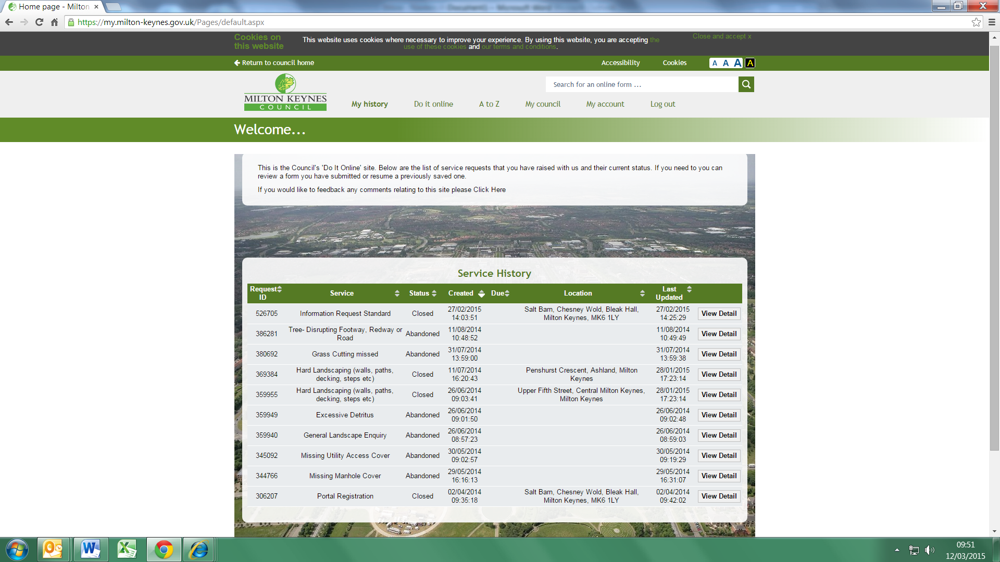 Home page - Milton
https://my.milton-keynes.gov.uk/Pages/default.aspx
Cookies on
this website
This website uses cookies where necessary to improve your experience. By using this website, you are accepting the
use of these cookies and our terms and conditions.
Close and accept x
Return to council home
Accessibility
Cookies
A A A A
MILTON KEYNES
COUNCIL
Search for an online form ...
My history
Do it online
A to Z
My council
My account
Log out
Welcome...
This is the Council's 'Do It Online' site. Below are the list of service requests that you have raised with us and their current status. If you need to you can
review a form you have submitted or resume a previously saved one.
If you would like to feedback any comments relating to this site please Click Here
Service History
Request
ID
Service
Status
Created
Due
Location
Last
Updated
526705
Information Request Standard
Closed
27/02/2015
14:03:51
Salt Barn, Chesney Wold, Bleak Hall,
Milton Keynes, MK6 1LY
27/02/2015
14:25:29
View Detail
386281
Tree- Disrupting Footway, Redway or
Road
Abandoned
11/08/2014
10:48:52
11/08/2014
10:49:49
View Detail
380692
Grass Cutting missed
Abandoned
31/07/2014
13:59:00
31/07/2014
13:59:38
View Detail
369384
Hard Landscaping (walls, paths,
decking, steps etc)
Closed
11/07/2014
16:20:43
Penshurst Crescent, Ashland, Milton
Keynes
28/01/2015
17:23:14
View Detail
359955
Hard Landscaping (walls, paths,
decking, steps etc)
Closed
26/06/2014
09:03:41
Upper Fifth Street, Central Milton Keynes,
Milton Keynes
28/01/2015
17:23:14
View Detail
359949
Excessive Detritus
Abandoned
26/06/2014
09:01:50
26/06/2014
09:02:48
View Detail
359940
General Landscape Enquiry
Abandoned
26/06/2014
08:57:23
26/06/2014
08:59:03
View Detail
345092
Missing Utility Access Cover
Abandoned
30/05/2014
09:02:57
30/05/2014
09:19:29
View Detail
344766
Missing Manhole Cover
Abandoned
29/05/2014
16:16:13
29/05/2014
16:31:07
View Detail
306207
Portal Registration
Closed
02/04/2014
09:35:18
Salt Barn, Chesney Wold, Bleak Hall,
Milton Keynes, MK6 1LY
02/04/2014
09:42:02
View Detail
09:51
12/03/2015